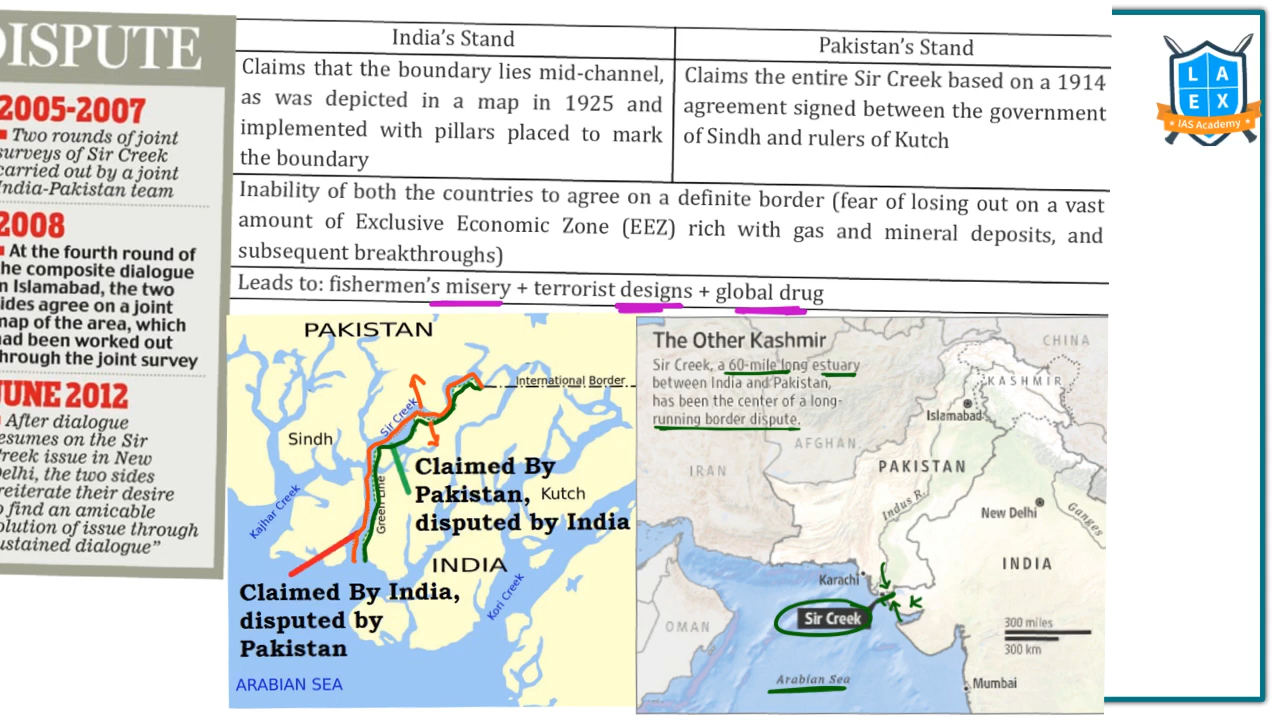 DISPUTE
2005-2007
Two rounds of joint
surveys of Sir Creek
carried out by a joint
India-Pakistan team
2008
At the fourth round of
the composite dialogue
in Islamabad, the two
sides agree on a joint
map of the area, which
had been worked out
through the joint survey
JUNE 2012
After dialogue
resumes on the Sir
Creek issue in New
Delhi, the two sides
"reiterate their desire
to find an amicable
solution of issue through
sustained dialogue"
India's Stand
Pakistan's Stand
Claims that the boundary lies mid-channel,
as was depicted in a map in 1925 and
implemented with pillars placed to mark
the boundary
Claims the entire Sir Creek based on a 1914
agreement signed between the government
of Sindh and rulers of Kutch
Inability of both the countries to agree on a definite border (fear of losing out on a vast
amount of Exclusive Economic Zone (EEZ) rich with gas and mineral deposits, and
subsequent breakthroughs)
Leads to: fishermen's misery + terrorist designs + global drug
PAKISTAN
International Border
Sir Creek
Sindh
Claimed By
Pakistan,
disputed by India
Kutch
Kajhar Creek
Green Line
INDIA
Claimed By India,
disputed by
Pakistan
Kori Creek
ARABIAN SEA
The Other Kashmir
Sir Creek, a 60-mile long estuary
between India and Pakistan,
has been the center of a long-
running border dispute.
CHINA
KASHMIR
Islamabad
AFGHAN.
IRAN
PAKISTAN
Indus R.
New Delhi
Ganges
INDIA
Karachi
K
Sir Creek
OMAN
300 miles
300 km
Arabian Sea
Mumbai
L A
E X
IAS Academy